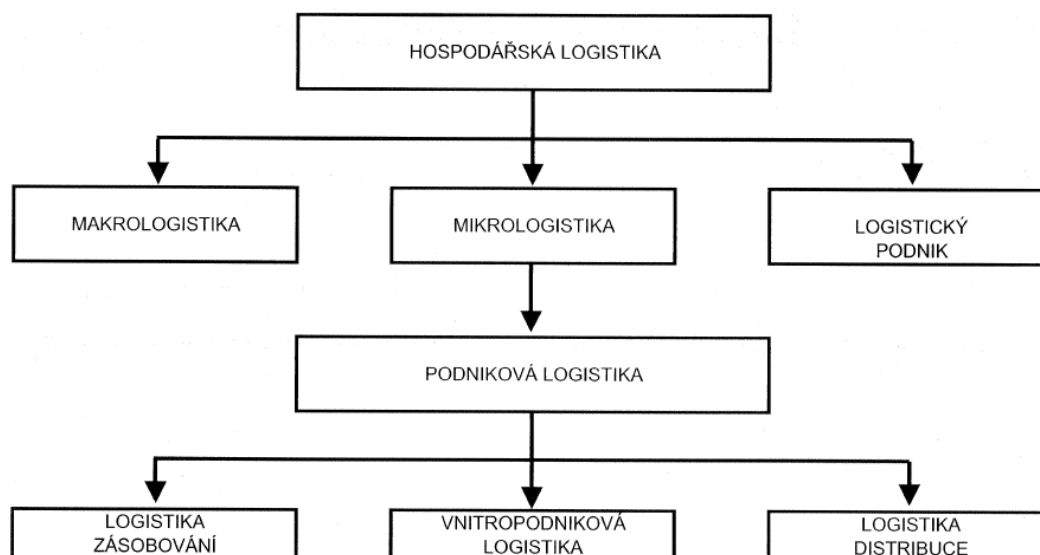 HOSPODÁŘSKÁ LOGISTIKA
MAKROLOGISTIKA
MIKROLOGISTIKA
LOGISTICKÝ
PODNIK
PODNIKOVÁ LOGISTIKA
LOGISTIKA
ZÁSOBOVÁNÍ
VNITROPODNIKOVÁ
LOGISTIKA
LOGISTIKA
DISTRIBUCE